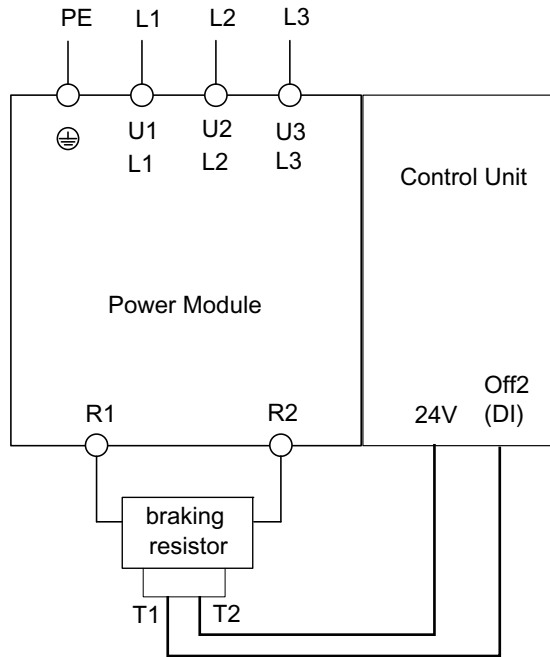 PE L1 L2 L3
U1 U2 U3
L1 L2 L3
Control Unit
Power Module
Off2
24V (DI)
R1 R2
braking
resistor
T1 T2